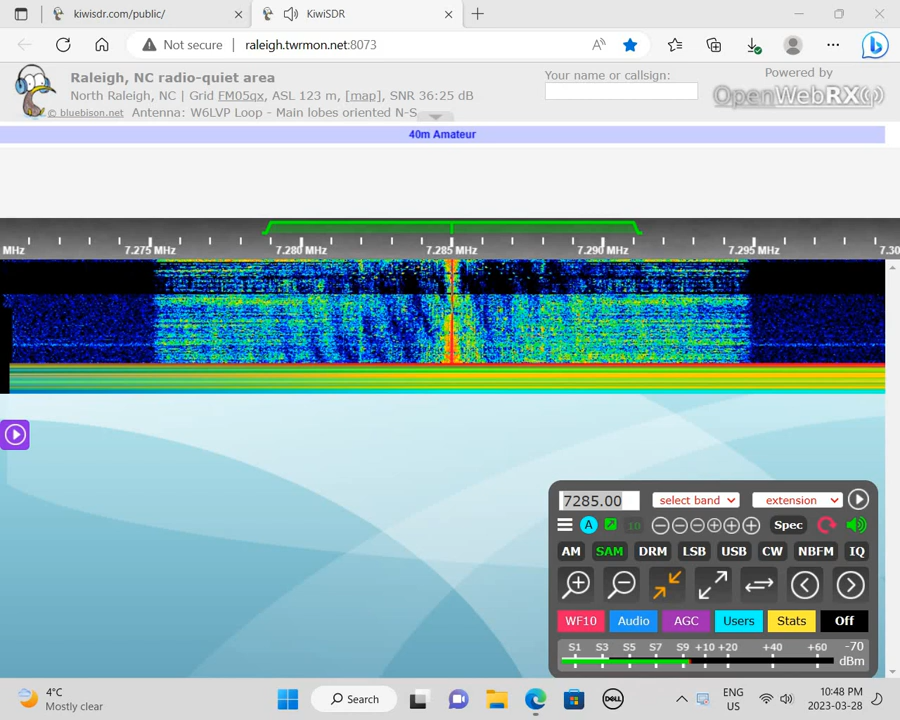 kiwisdr.com/public/
KiwiSDR
Not secure raleigh.twrmon.net:8073
Raleigh, NC radio-quiet area
North Raleigh, NC | Grid FM05qx, ASL 123 m, [map], SNR 36:25 dB
© bluebison.net Antenna: W6LVP Loop - Main lobes oriented N-S
Your name or callsign:
Powered by
OpenWebRX
40m Amateur
MHz 7.275 MHz 7.280 MHz 7.285 MHz 7.290 MHz 7.295 MHz 7.30
7285.00 select band extension
A 10 Spec
AM SAM DRM LSB USB CW NBFM IQ
WF10 Audio AGC Users Stats Off
S1 S3 S5 S7 S9 +10 +20 +40 +60 -70
dBm
4°C
Mostly clear
Search
DELL
ENG
US
10:48 PM
2023-03-28